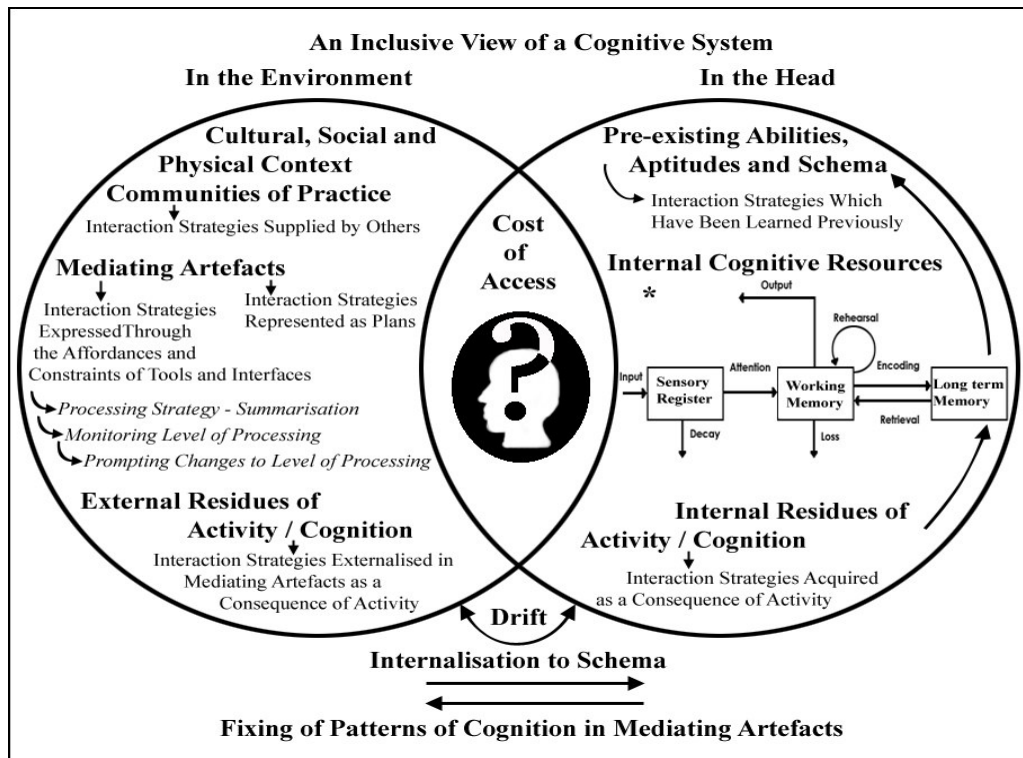 An Inclusive View of a Cognitive System
In the Environment
In the Head
Cultural, Social and
Physical Context
Communities of Practice
Interaction Strategies Supplied by Others
Mediating Artefacts
Interaction Strategies
ExpressedThrough
the Affordances and
Constraints of Tools and Interfaces
Interaction Strategies
Represented as Plans
Processing Strategy - Summarisation
Monitoring Level of Processing
Prompting Changes to Level of Processing
External Residues of
Activity / Cognition
Interaction Strategies Externalised in
Mediating Artefacts as a
Consequence of Activity
Cost
of
Access
?
Pre-existing Abilities,
Aptitudes and Schema
Interaction Strategies Which
Have Been Learned Previously
Internal Cognitive Resources
*
Output
Rehearsal
Input
Sensory
Register
Attention
Working
Memory
Encoding
Retrieval
Long term
Memory
Decay
Loss
Internal Residues of
Activity / Cognition
Interaction Strategies Acquired
as a Consequence of Activity
Drift
Internalisation to Schema
Fixing of Patterns of Cognition in Mediating Artefacts